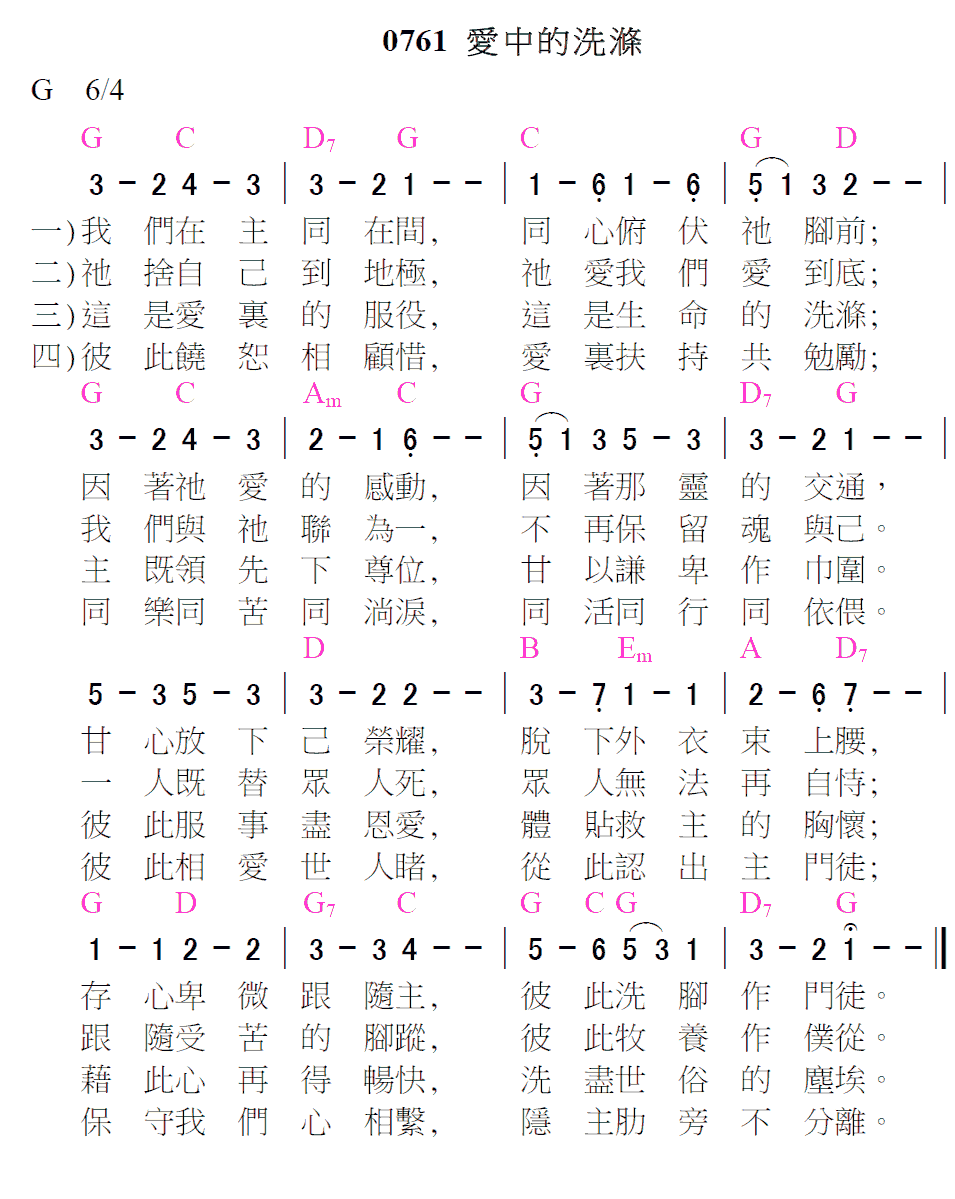 0761 愛中的洗滌
G 6/4
G C D7 G C G D
3 - 2 4 - 3 | 3 - 2 1 - - | 1 - 6̣ 1 - 6̣ | 5̣ 1 3 2 - - |
一)我們在主同在間, 同心俯伏祂腳前;
二)祂捨自己到地極, 祂愛我們愛到底;
三)這是愛裏的服役, 這是生命的洗滌;
四)彼此饒恕相顧惜, 愛裏扶持共勉勵;
G C Am C G D7 G
3 - 2 4 - 3 | 2 - 1 6̣ - - | 5̣ 1 3 5 - 3 | 3 - 2 1 - - |
因著祂愛的感動, 因著那靈的交通，
我們與祂聯為一, 不再保留魂與己。
主既領先下尊位, 甘以謙卑作巾圍。
同樂同苦同淌淚, 同活同行同依偎。
D B Em A D7
5 - 3 5 - 3 | 3 - 2 2 - - | 3 - 7̣ 1 - 1 | 2 - 6̣ 7̣ - - |
甘心放下己榮耀, 脫下外衣束上腰,
一人既替眾人死, 眾人無法再自恃;
彼此服事盡恩愛, 體貼救主的胸懷;
彼此相愛世人睹, 從此認出主門徒;
G D G7 C G C G D7 G
1 - 1 2 - 2 | 3 - 3 4 - - | 5 - 6 5 3 1 | 3 - 2 1 - - ||
存心卑微跟隨主, 彼此洗腳作門徒。
跟隨受苦的腳蹤, 彼此牧養作僕從。
藉此心再得暢快, 洗盡世俗的塵埃。
保守我們心相繫, 隱主肋旁不分離。